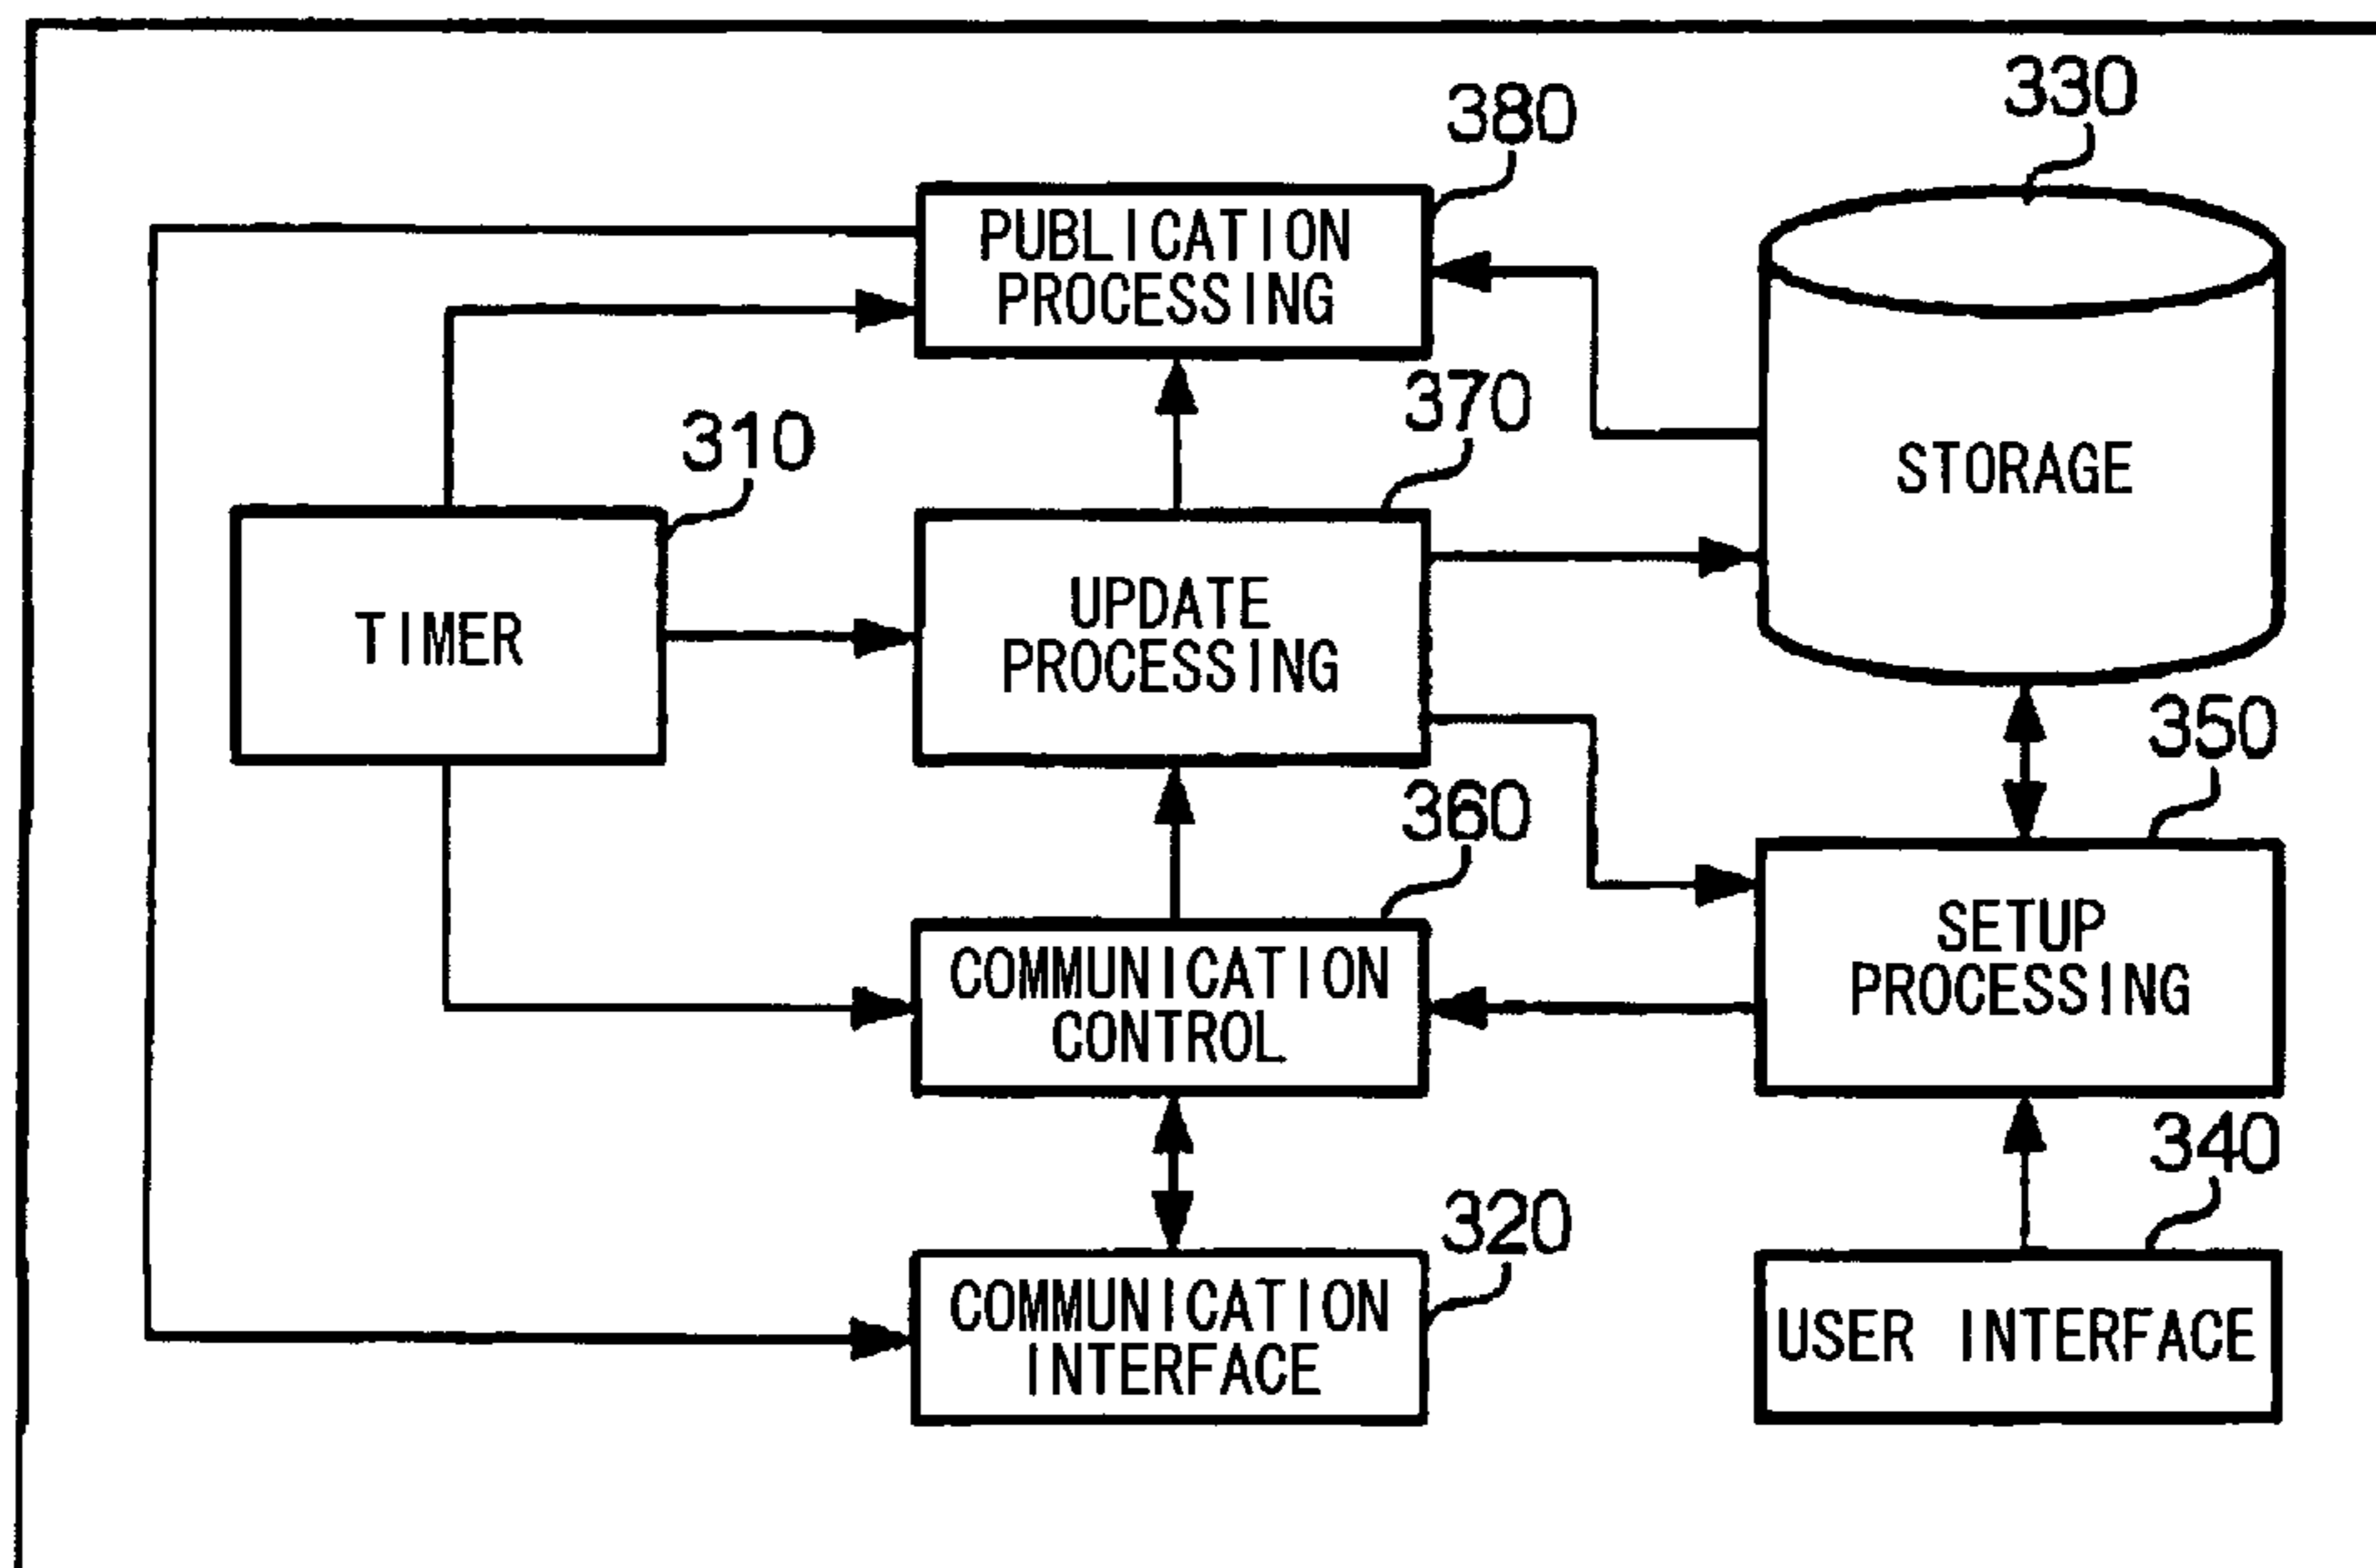 380
330
PUBLICATION
PROCESSING
310
370
STORAGE
TIMER
UPDATE
PROCESSING
360
350
COMMUNICATION
CONTROL
SETUP
PROCESSING
320
340
COMMUNICATION
INTERFACE
USER INTERFACE